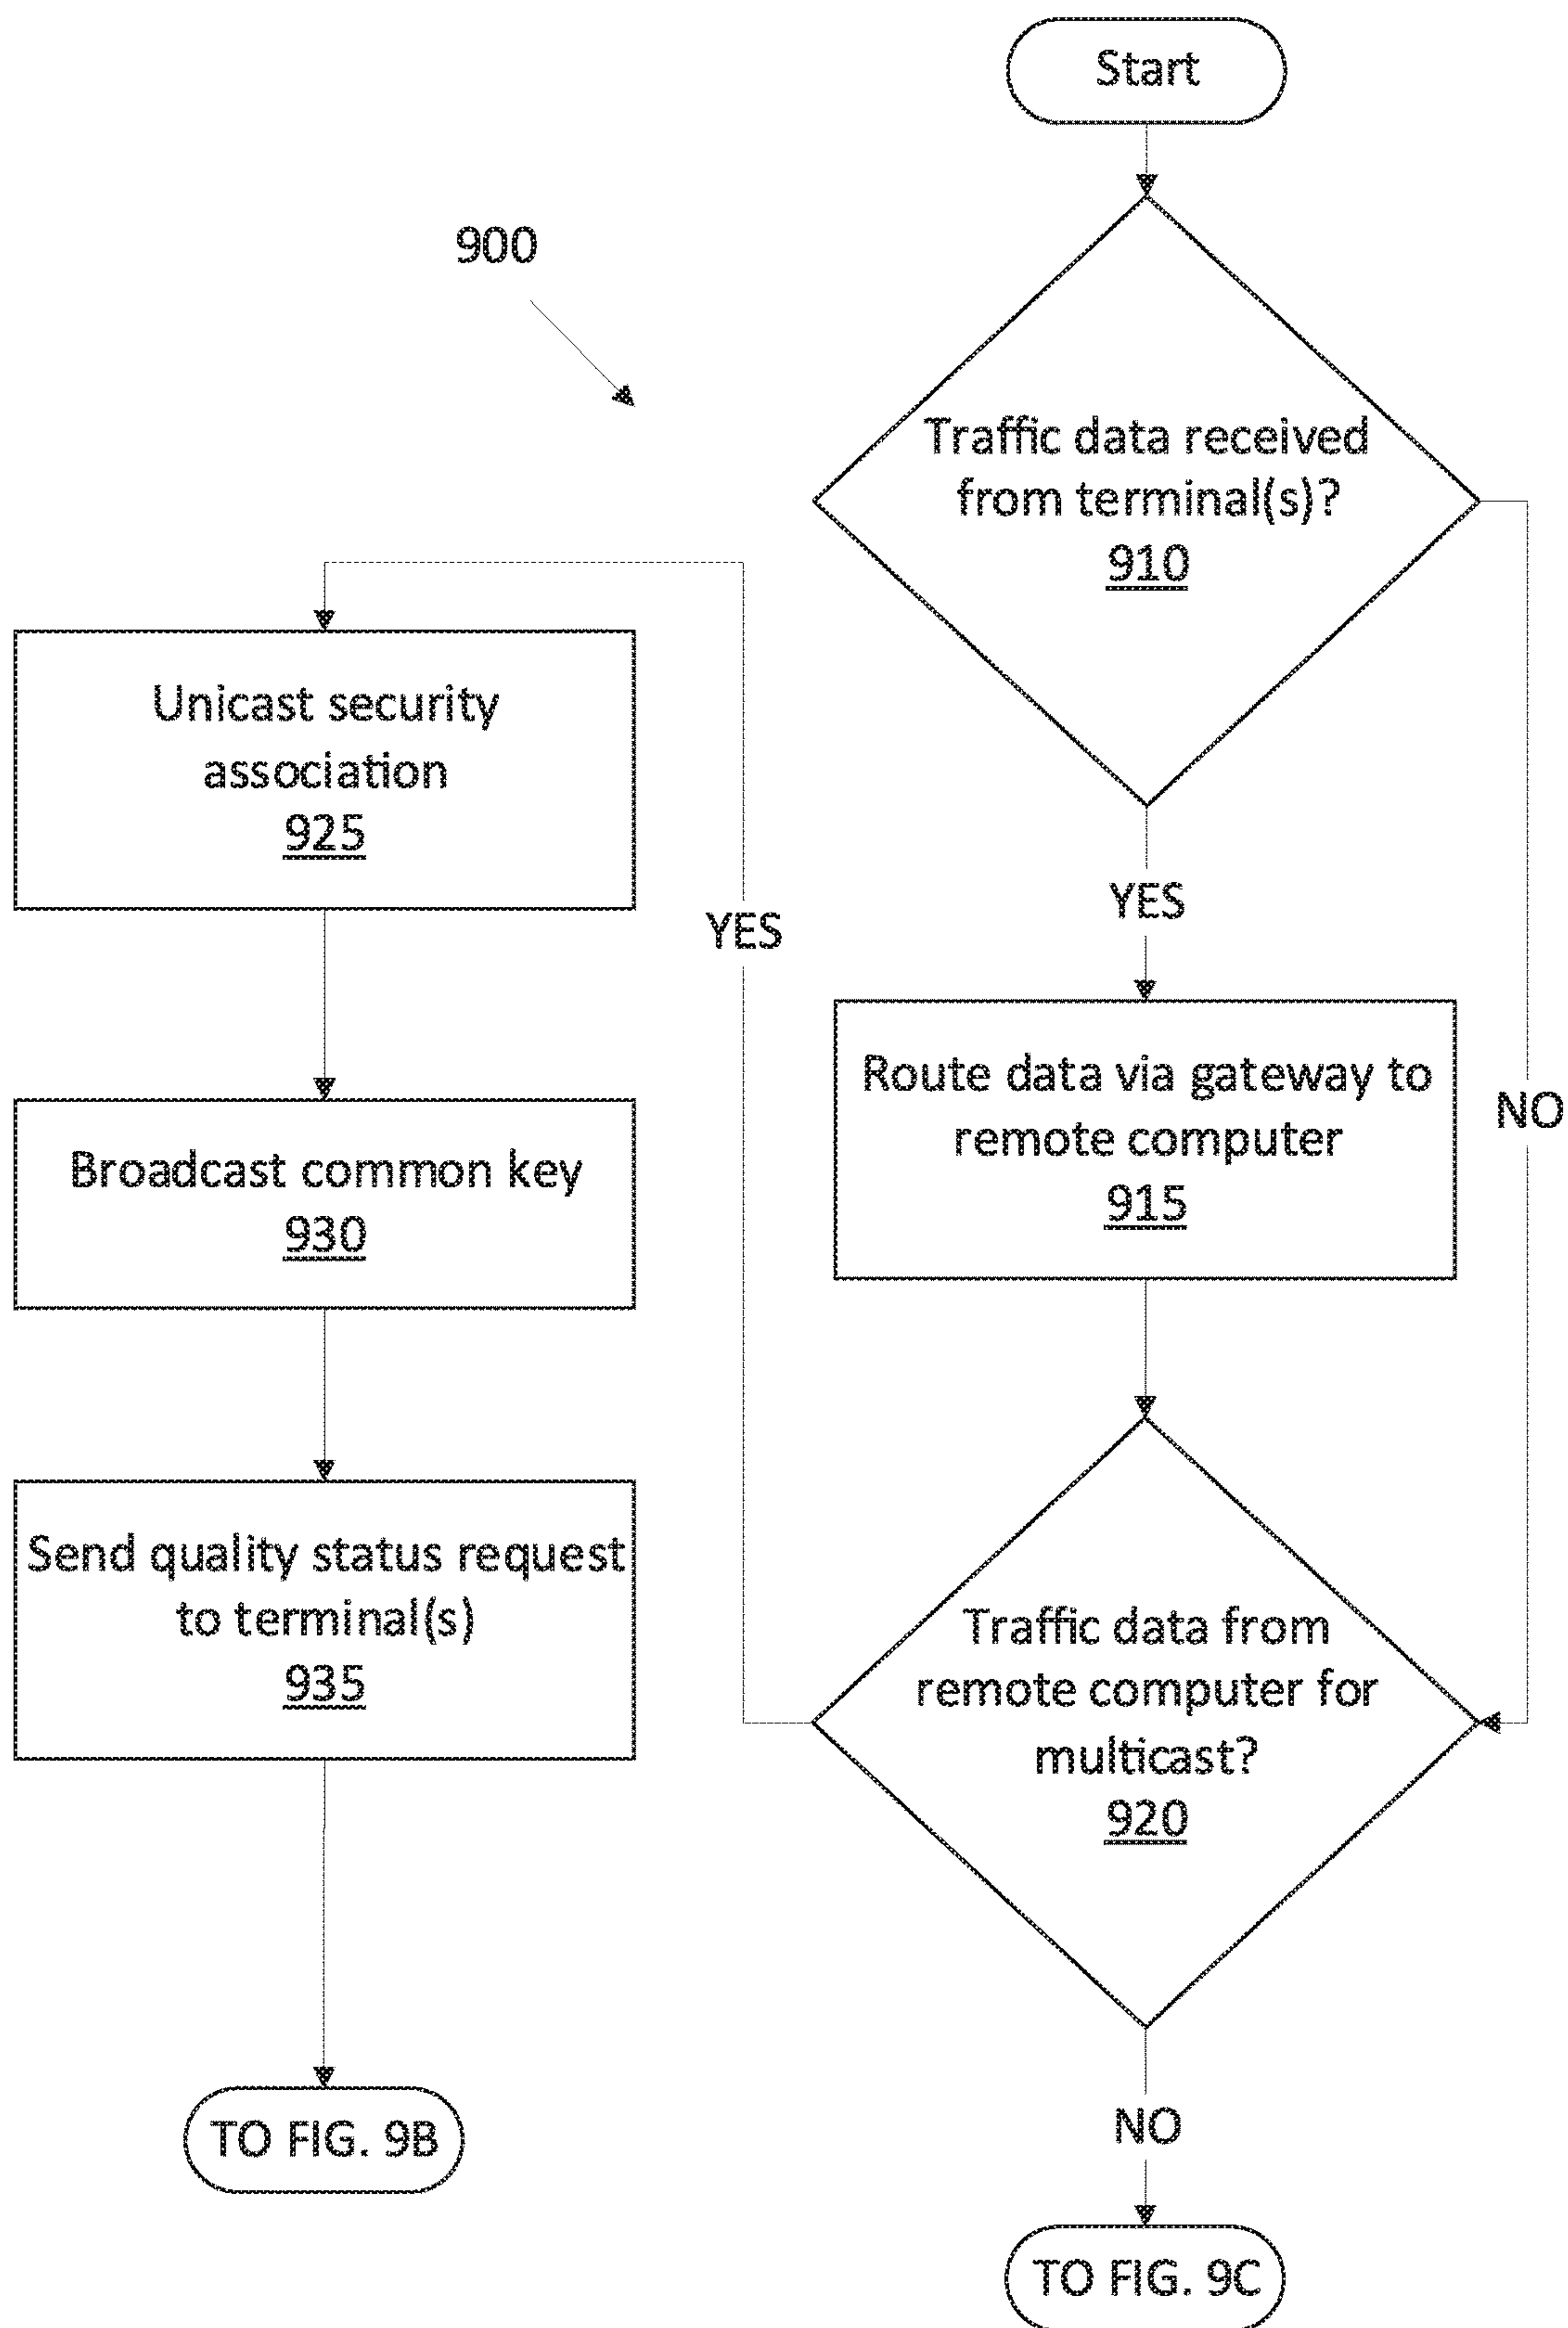 Start
900
Traffic data received
from terminal(s)?
910
YES
NO
Route data via gateway to
remote computer
915
Traffic data from
remote computer for
multicast?
920
YES
NO
TO FIG. 9C
Unicast security
association
925
Broadcast common key
930
Send quality status request
to terminal(s)
935
TO FIG. 9B